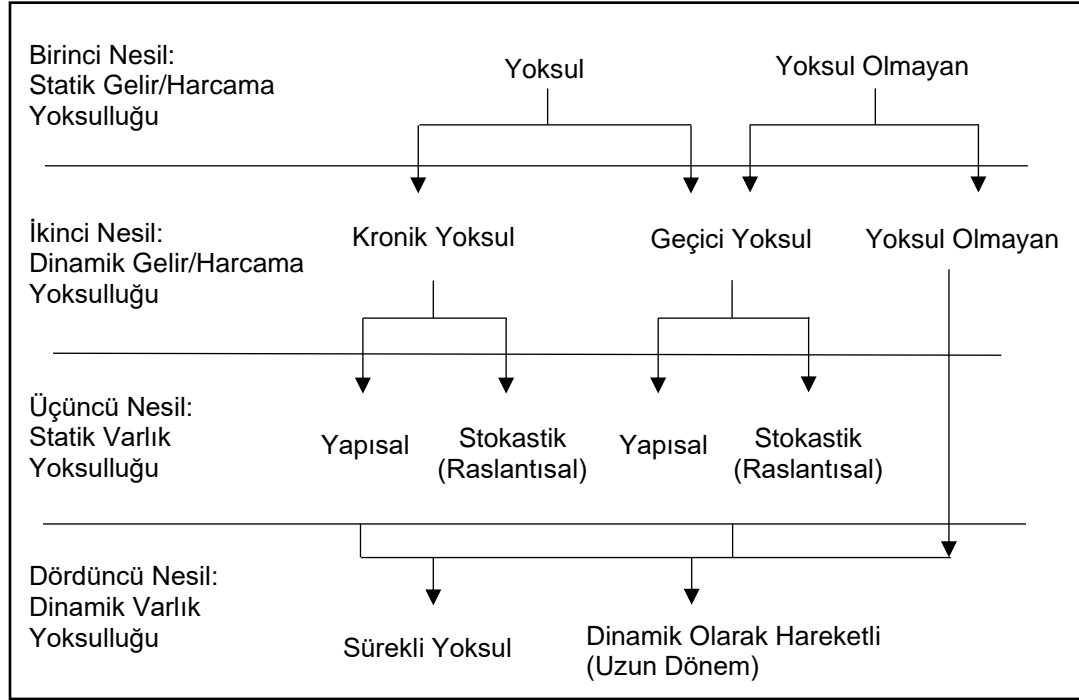 Birinci Nesil:
Statik Gelir/Harcama
Yoksulluğu
Yoksul
Yoksul Olmayan
İkinci Nesil:
Dinamik Gelir/Harcama
Yoksulluğu
Kronik Yoksul
Geçici Yoksul
Yoksul Olmayan
Üçüncü Nesil:
Statik Varlık
Yoksulluğu
Yapısal
Stokastik
(Raslantısal)
Yapısal
Stokastik
(Raslantısal)
Dördüncü Nesil:
Dinamik Varlık
Yoksulluğu
Sürekli Yoksul
Dinamik Olarak Hareketli
(Uzun Dönem)